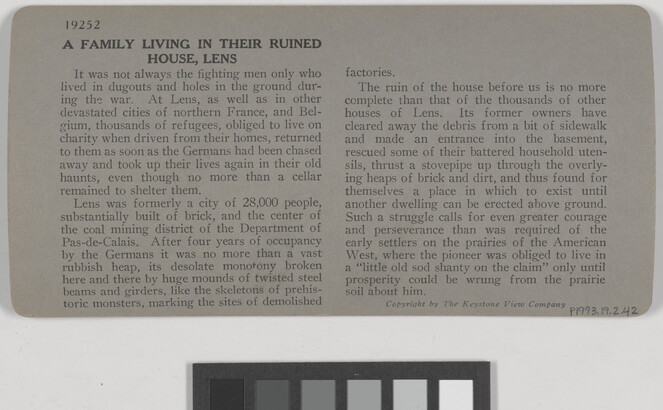 19252
A FAMILY LIVING IN THEIR RUINED
HOUSE, LENS
It was not always the fighting men only who
lived in dugouts and holes in the ground dur-
ing the war. At Lens, as well as in other
devastated cities of northern France, and Bel-
gium, thousands of refugees, obliged to live on
charity when driven from their homes, returned
to them as soon as the Germans had been chased
away and took up their lives again in their old
haunts, even though no more than a cellar
remained to shelter them.
Lens was formerly a city of 28,000 people,
substantially built of brick, and the center of
the coal mining district of the Department of
Pas-de-Calais. After four years of occupancy
by the Germans it was no more than a vast
rubbish heap, its desolate monotony broken
here and there by huge mounds of twisted steel
beams and girders, like the skeletons of prehis-
toric monsters, marking the sites of demolished
factories.
The ruin of the house before us is no more
complete than that of the thousands of other
houses of Lens. Its former owners have
cleared away the debris from a bit of sidewalk
and made an entrance into the basement,
rescued some of their battered household uten-
sils, thrust a stovepipe up through the overly-
ing heaps of brick and dirt, and thus found for
themselves a place in which to exist until
another dwelling can be erected above ground.
Such a struggle calls for even greater courage
and perseverance than was required of the
early settlers on the prairies of the American
West, where the pioneer was obliged to live in
a "little old sod shanty on the claim" only until
prosperity could be wrung from the prairie
soil about him.
Copyright by The Keystone View Company
P1973.19.2.42